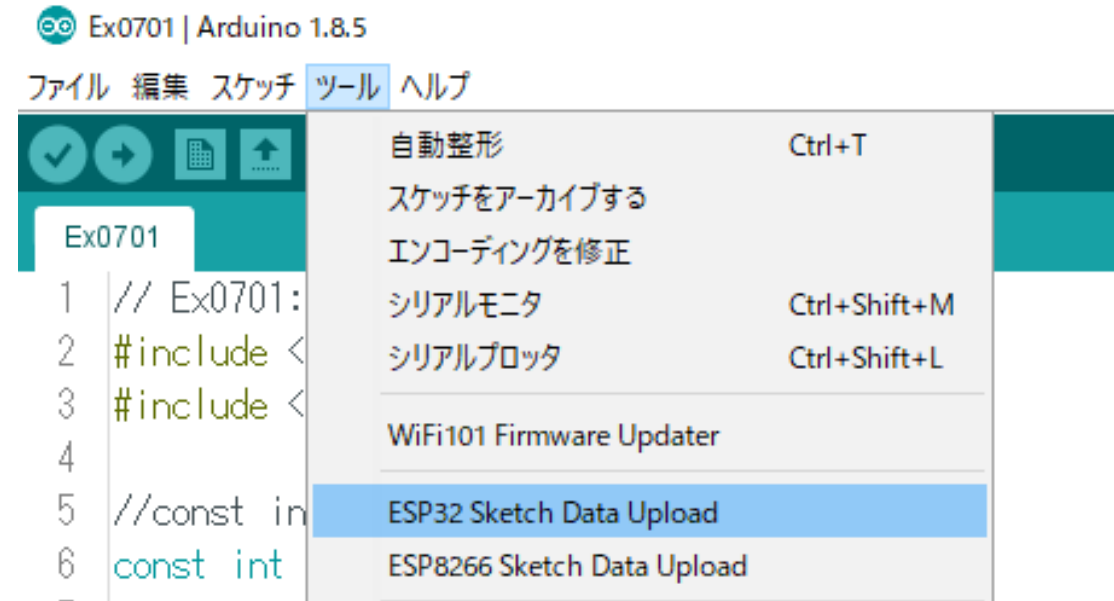 Ex0701 | Arduino 1.8.5
ファイル 編集 スケッチ ツール ヘルプ
自動整形 Ctrl+T
スケッチをアーカイブする
エンコーディングを修正
シリアルモニタ Ctrl+Shift+M
シリアルプロッタ Ctrl+Shift+L
WiFi101 Firmware Updater
ESP32 Sketch Data Upload
ESP8266 Sketch Data Upload
Ex0701
1 // Ex0701:
2 #include <
3 #include <
4
5 //const in
6 const int